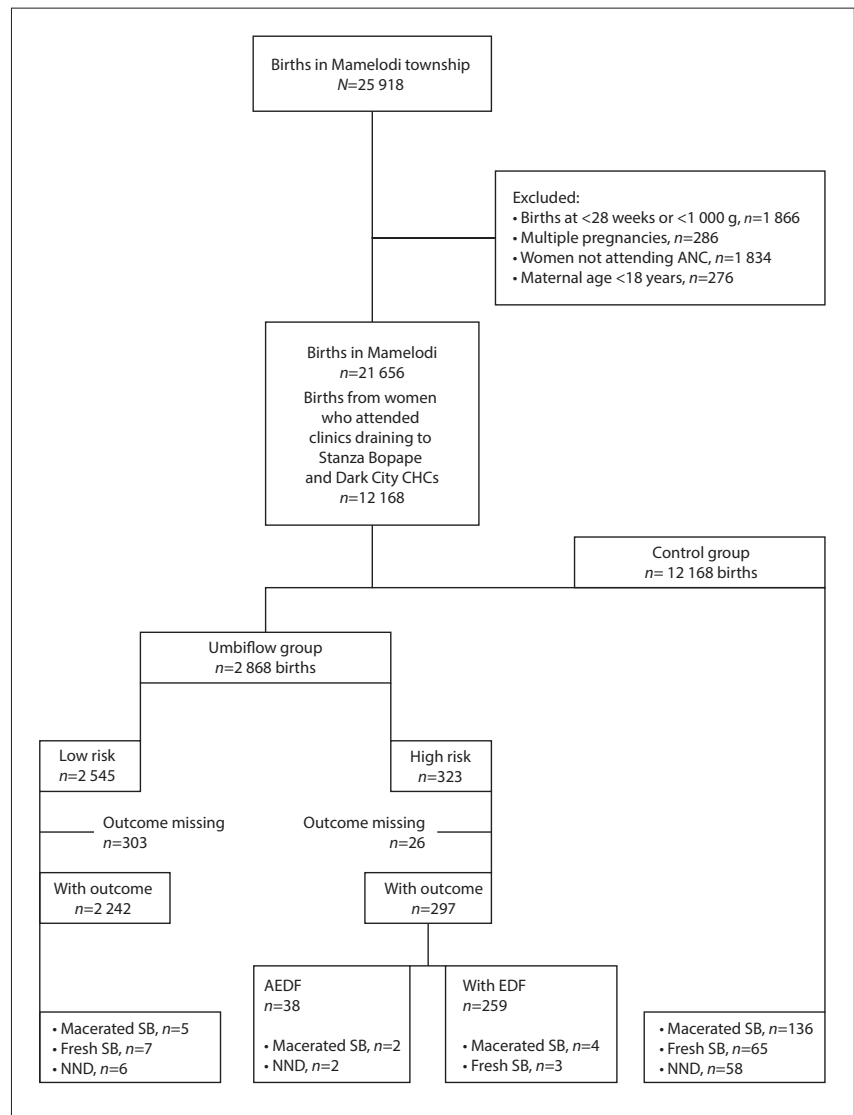 Births in Mamelodi township
N=25 918
Excluded:
• Births at <28 weeks or <1 000 g, n=1 866
• Multiple pregnancies, n=286
• Women not attending ANC, n=1 834
• Maternal age <18 years, n=276
Births in Mamelodi
n=21 656
Births from women
who attended
clinics draining to
Stanza Bopape
and Dark City CHCs
n=12 168
Control group
n= 12 168 births
Umbiflow group
n=2 868 births
Low risk
n=2 545
High risk
n=323
Outcome missing
n=303
Outcome missing
n=26
With outcome
n=2 242
With outcome
n=297
AEDF
n=38
• Macerated SB, n=2
• NND, n=2
With EDF
n=259
• Macerated SB, n=4
• Fresh SB, n=3
• Macerated SB, n=5
• Fresh SB, n=7
• NND, n=6
• Macerated SB, n=136
• Fresh SB, n=65
• NND, n=58